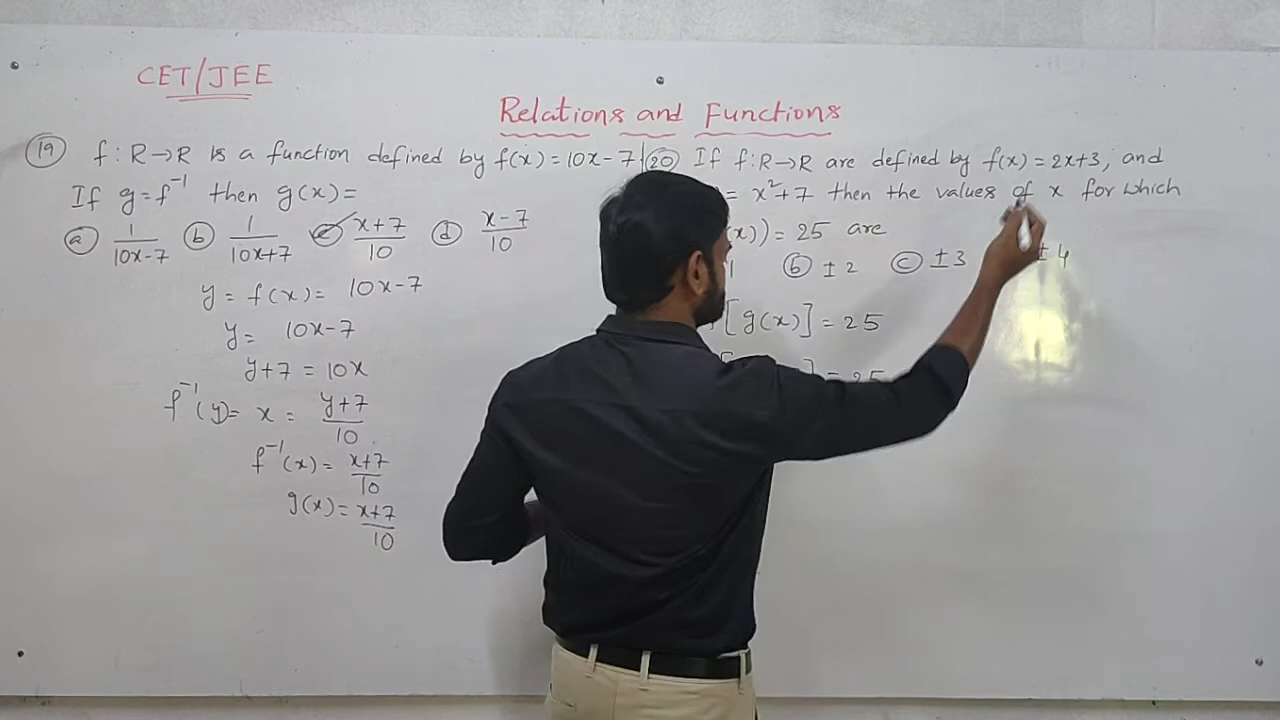 CET/JEE
Relations and Functions
(19) f : R→R is a function defined by f(x) = 10x - 7
If g = f⁻¹ then g(x) =
(a) 1/(10x-7) (b) 1/(10x+7) (c) (x+7)/10 (d) (x-7)/10
y = f(x) = 10x-7
y = 10x-7
y+7 = 10x
f⁻¹(y) = x = (y+7)/10
f⁻¹(x) = (x+7)/10
g(x) = (x+7)/10
(20) If f:R→R are defined by f(x) = 2x+3, and
= x²+7 then the values of x for which
(x)) = 25 are
1 (b) ±2 (c) ±3 ±4
[g(x)] = 25
] = 25